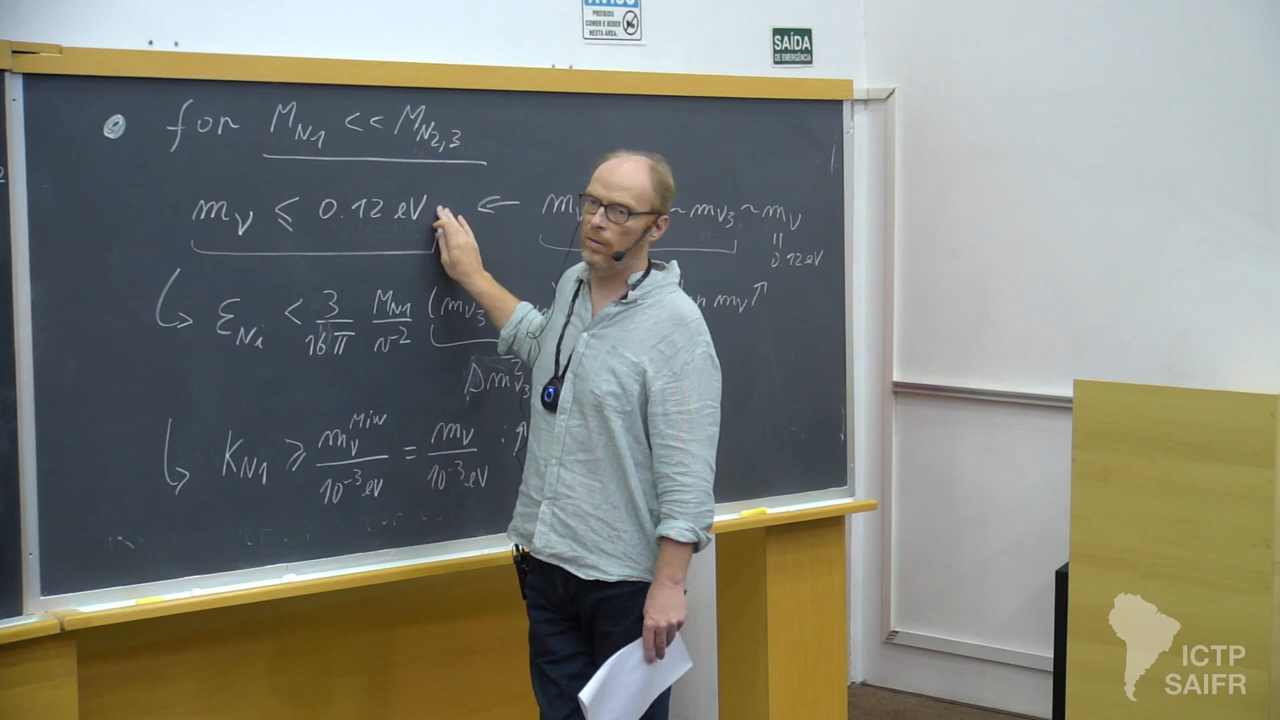 AVISO
PROIBIDO
COMER E BEBER
NESTA ÁREA.
SAÍDA
DE EMERGÊNCIA
for M_N1 << M_N2,3
m_ν ≤ 0.12 eV ← m_ν ~ m_ν3 ~ m_ν
=
0.12 eV
↳ ε_Ni < 3/16π M_N1/v² (m_ν3 m_ν ↑
Δm²_ν3
↳ K_N1 ≥ m_ν^Min/10^-3 eV = m_ν/10^-3 eV : ↑
ICTP
SAIFR